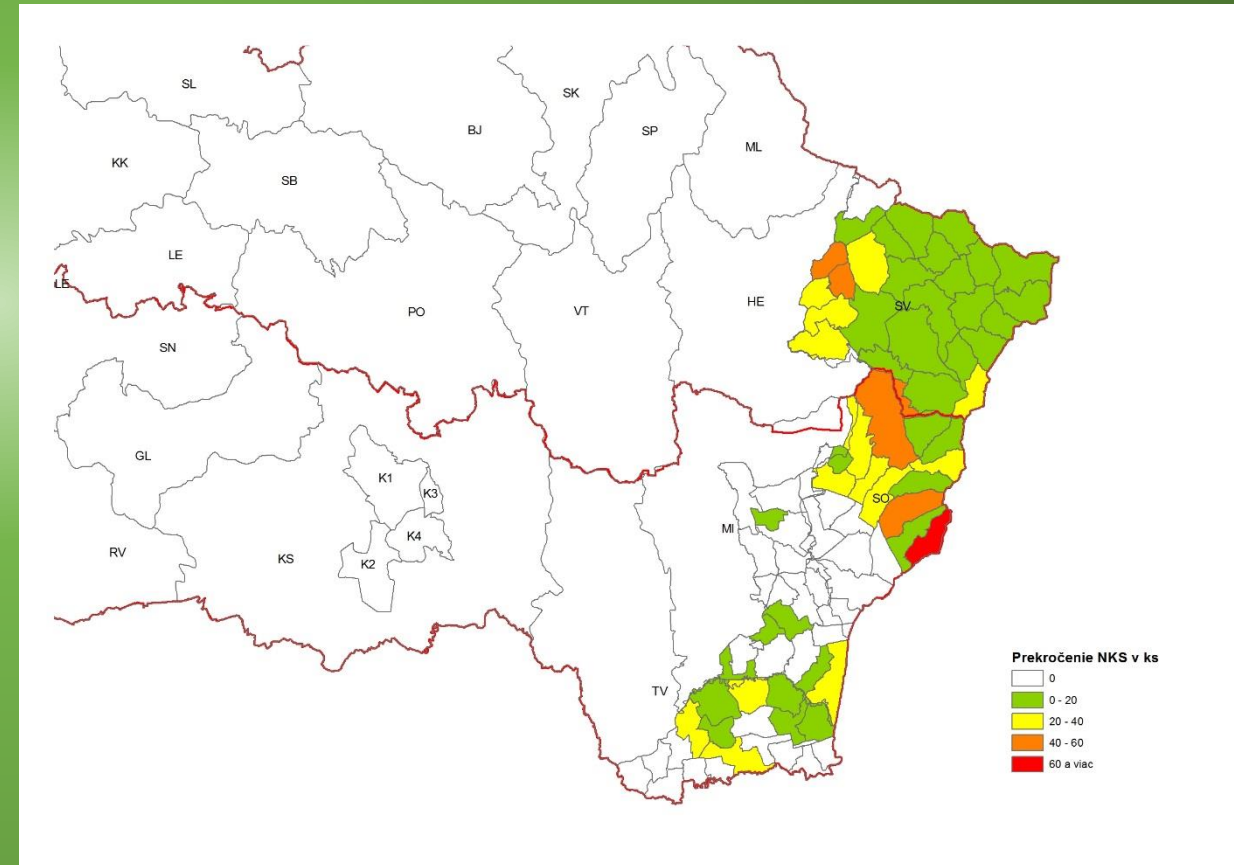 SL
SK
BJ
SP
ML
KK
SB
LE
LE
HE
SV
PO
VT
SN
GL
K1
K3
SO
MI
K4
RV
KS
K2
TV
Prekročenie NKS v ks
0
0 - 20
20 - 40
40 - 60
60 a viac